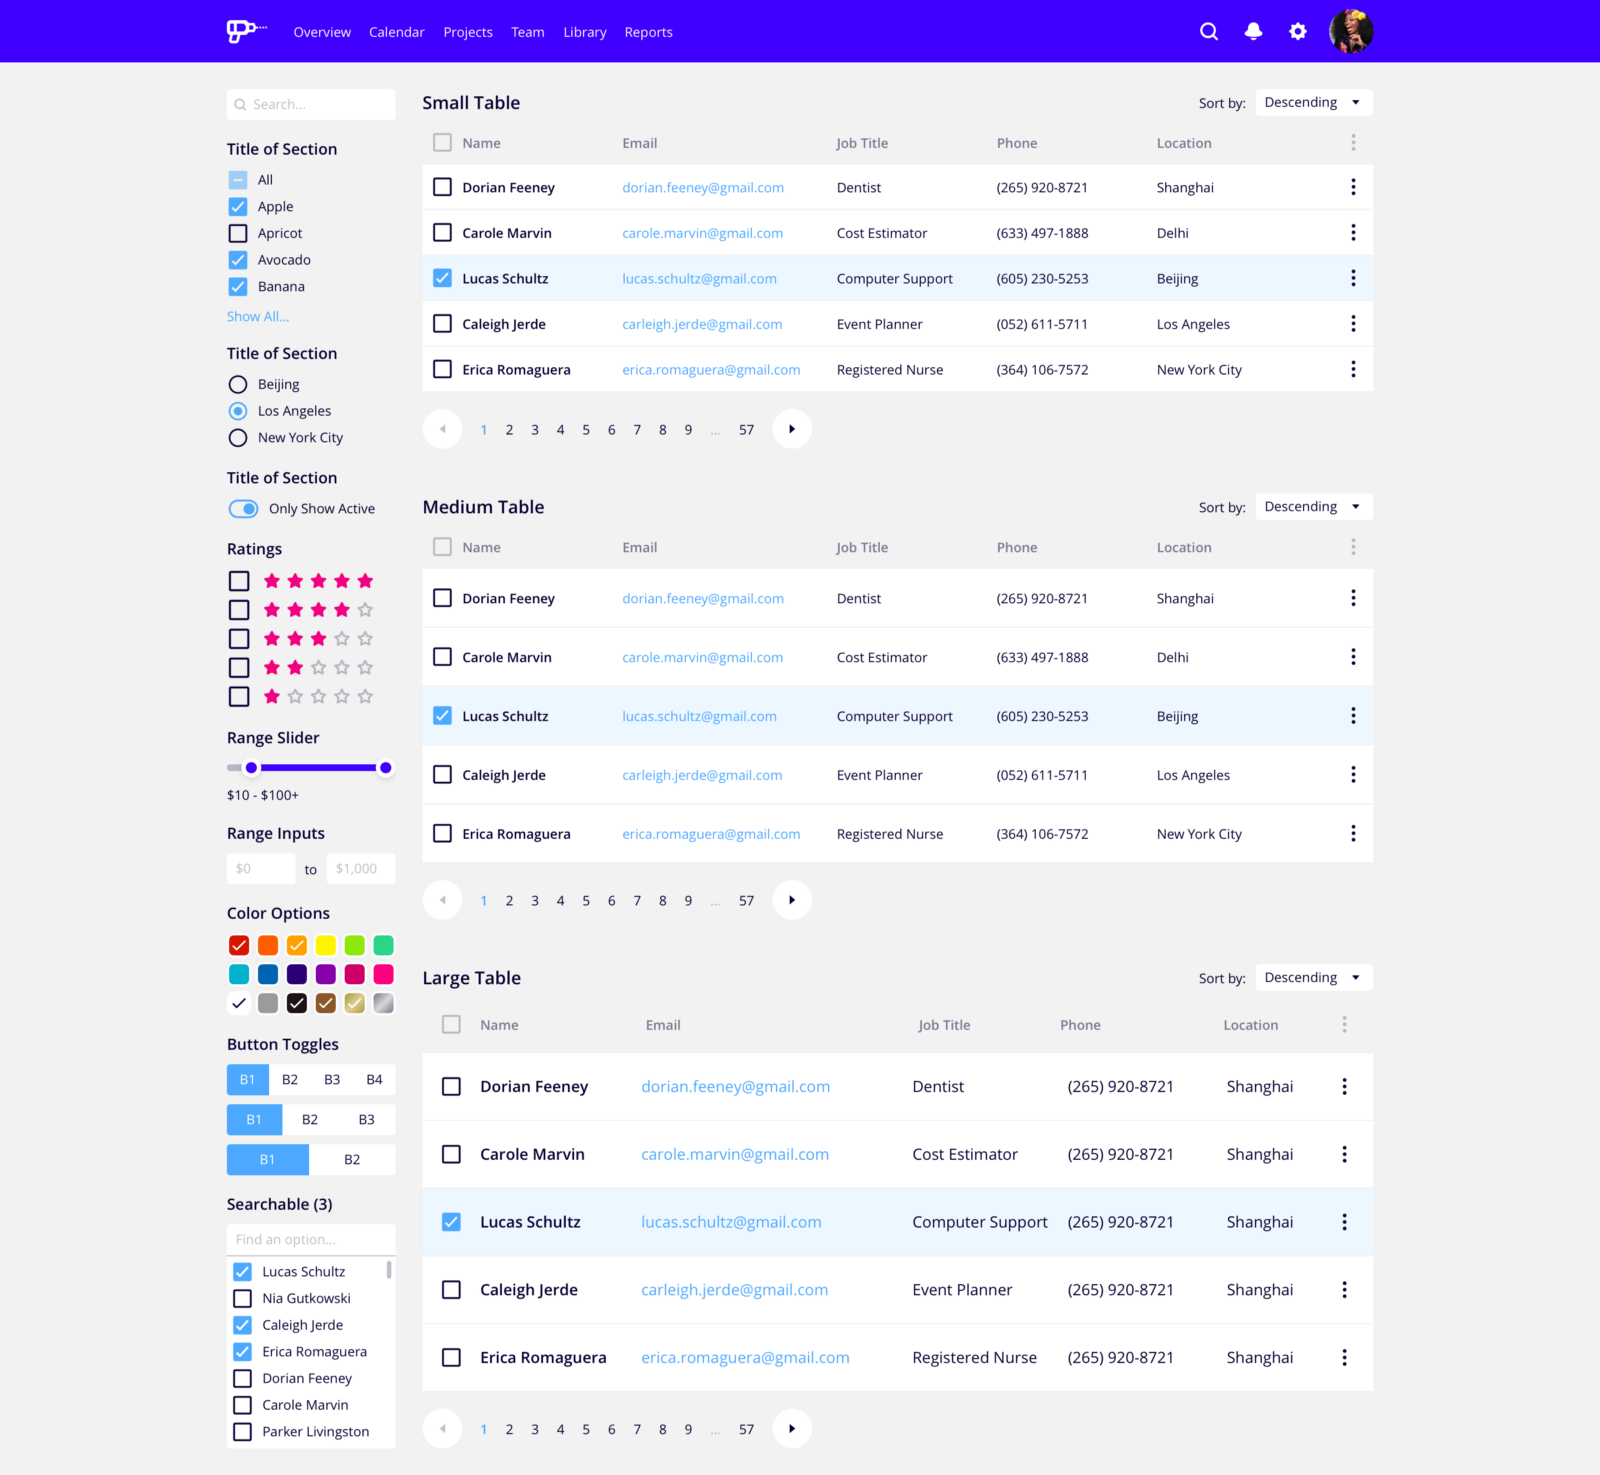 Overview Calendar Projects Team Library Reports
Search...
Title of Section
All
Apple
Apricot
Avocado
Banana
Show All...
Title of Section
Beijing
Los Angeles
New York City
Title of Section
Only Show Active
Ratings
Range Slider
$10 - $100+
Range Inputs
$0 to $1,000
Color Options
Button Toggles
B1 B2 B3 B4
B1 B2 B3
B1 B2
Searchable (3)
Find an option...
Lucas Schultz
Nia Gutkowski
Caleigh Jerde
Erica Romaguera
Dorian Feeney
Carole Marvin
Parker Livingston
Small Table Sort by: Descending
Name Email Job Title Phone Location
Dorian Feeney dorian.feeney@gmail.com Dentist (265) 920-8721 Shanghai
Carole Marvin carole.marvin@gmail.com Cost Estimator (633) 497-1888 Delhi
Lucas Schultz lucas.schultz@gmail.com Computer Support (605) 230-5253 Beijing
Caleigh Jerde carleigh.jerde@gmail.com Event Planner (052) 611-5711 Los Angeles
Erica Romaguera erica.romaguera@gmail.com Registered Nurse (364) 106-7572 New York City
1 2 3 4 5 6 7 8 9 ... 57
Medium Table Sort by: Descending
Name Email Job Title Phone Location
Dorian Feeney dorian.feeney@gmail.com Dentist (265) 920-8721 Shanghai
Carole Marvin carole.marvin@gmail.com Cost Estimator (633) 497-1888 Delhi
Lucas Schultz lucas.schultz@gmail.com Computer Support (605) 230-5253 Beijing
Caleigh Jerde carleigh.jerde@gmail.com Event Planner (052) 611-5711 Los Angeles
Erica Romaguera erica.romaguera@gmail.com Registered Nurse (364) 106-7572 New York City
1 2 3 4 5 6 7 8 9 ... 57
Large Table Sort by: Descending
Name Email Job Title Phone Location
Dorian Feeney dorian.feeney@gmail.com Dentist (265) 920-8721 Shanghai
Carole Marvin carole.marvin@gmail.com Cost Estimator (265) 920-8721 Shanghai
Lucas Schultz lucas.schultz@gmail.com Computer Support (265) 920-8721 Shanghai
Caleigh Jerde carleigh.jerde@gmail.com Event Planner (265) 920-8721 Shanghai
Erica Romaguera erica.romaguera@gmail.com Registered Nurse (265) 920-8721 Shanghai
1 2 3 4 5 6 7 8 9 ... 57